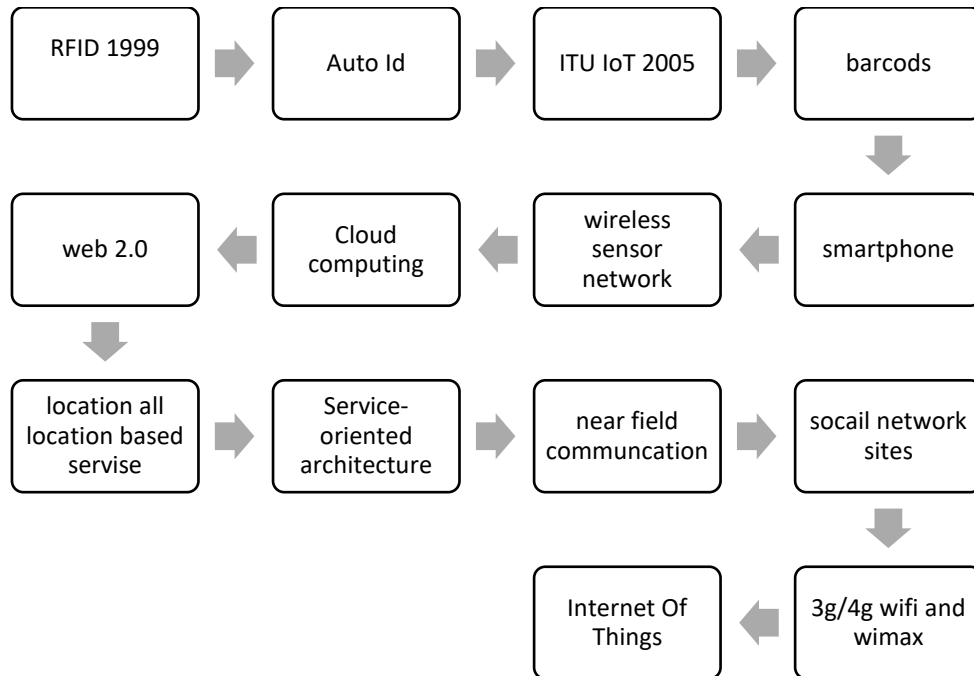 RFID 1999
Auto Id
ITU IoT 2005
barcods
smartphone
wireless
sensor
network
Cloud
computing
web 2.0
location all
location based
servise
Service-
oriented
architecture
near field
communcation
socail network
sites
3g/4g wifi and
wimax
Internet Of
Things